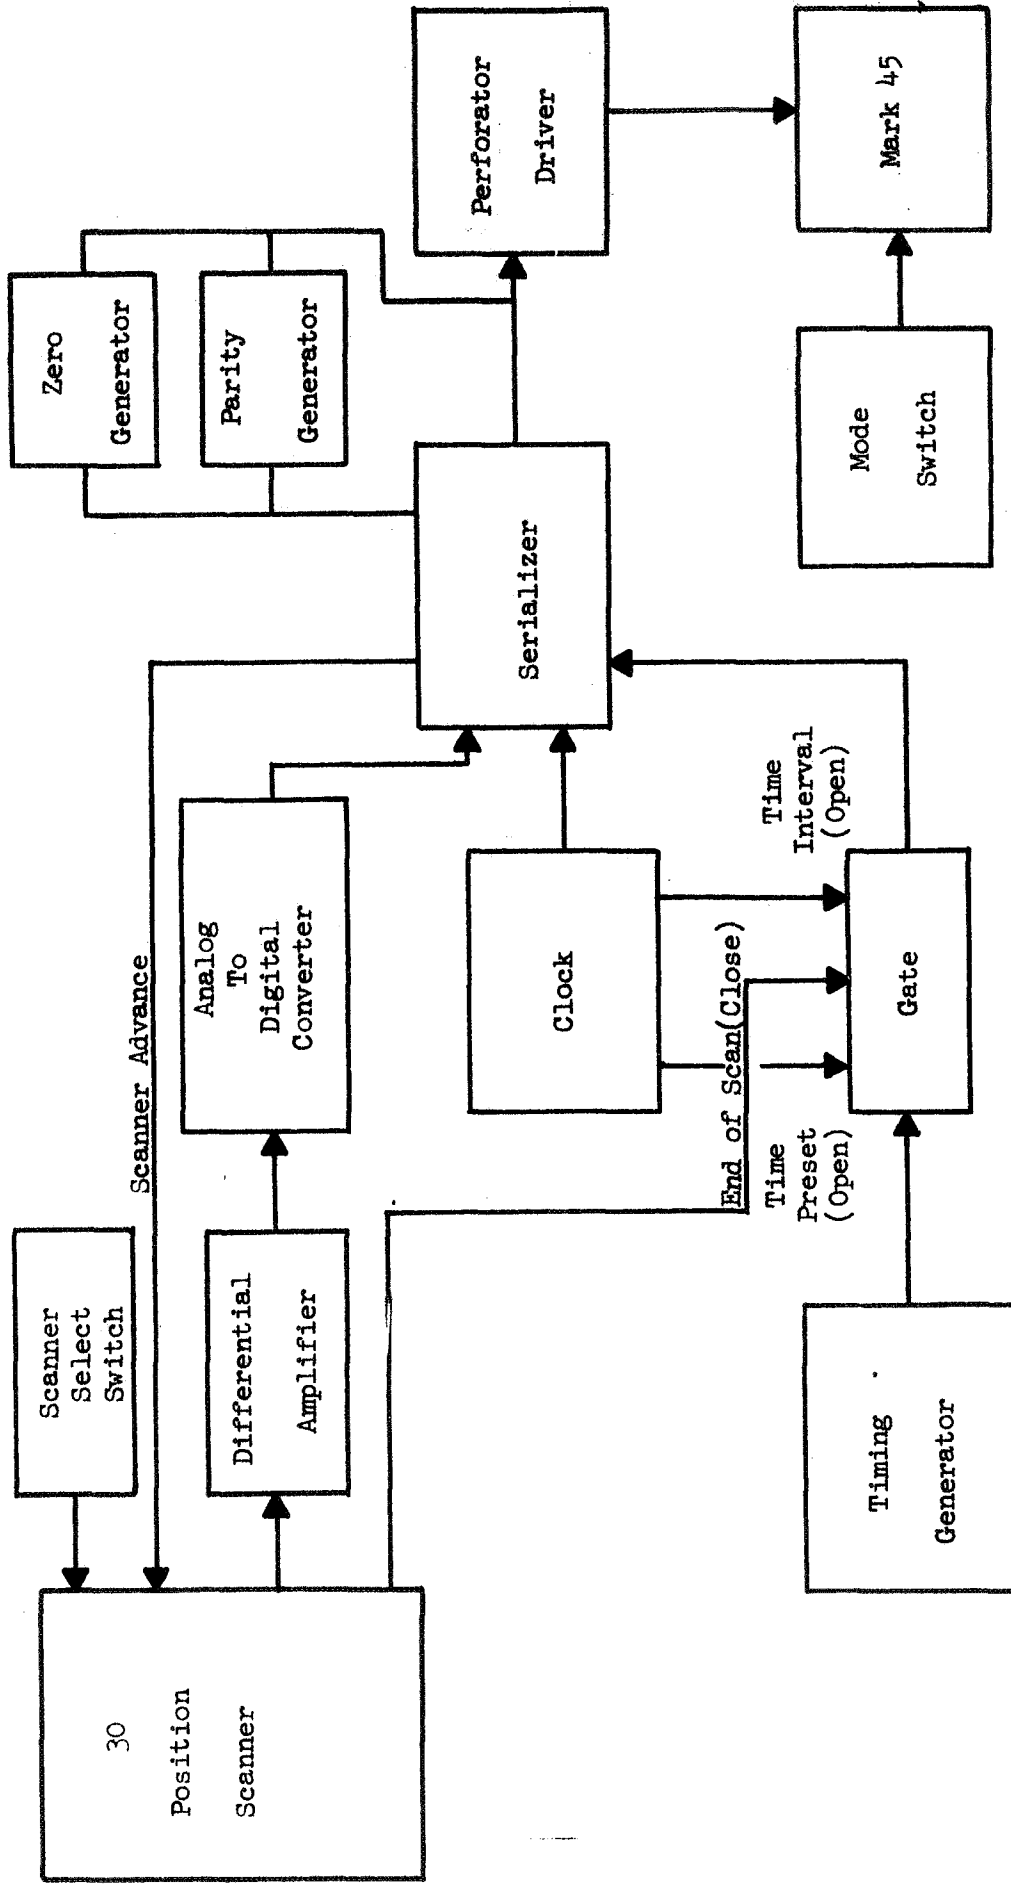 30
Position
Scanner
Scanner
Select
Switch
Scanner Advance
Differential
Amplifier
Analog
To
Digital
Converter
Zero
Generator
Parity
Generator
Serializer
Perforator
Driver
Clock
End of Scan(Close)
Time
Preset
(Open)
Time
Interval
(Open)
Timing
Generator
Gate
Mode
Switch
Mark 45